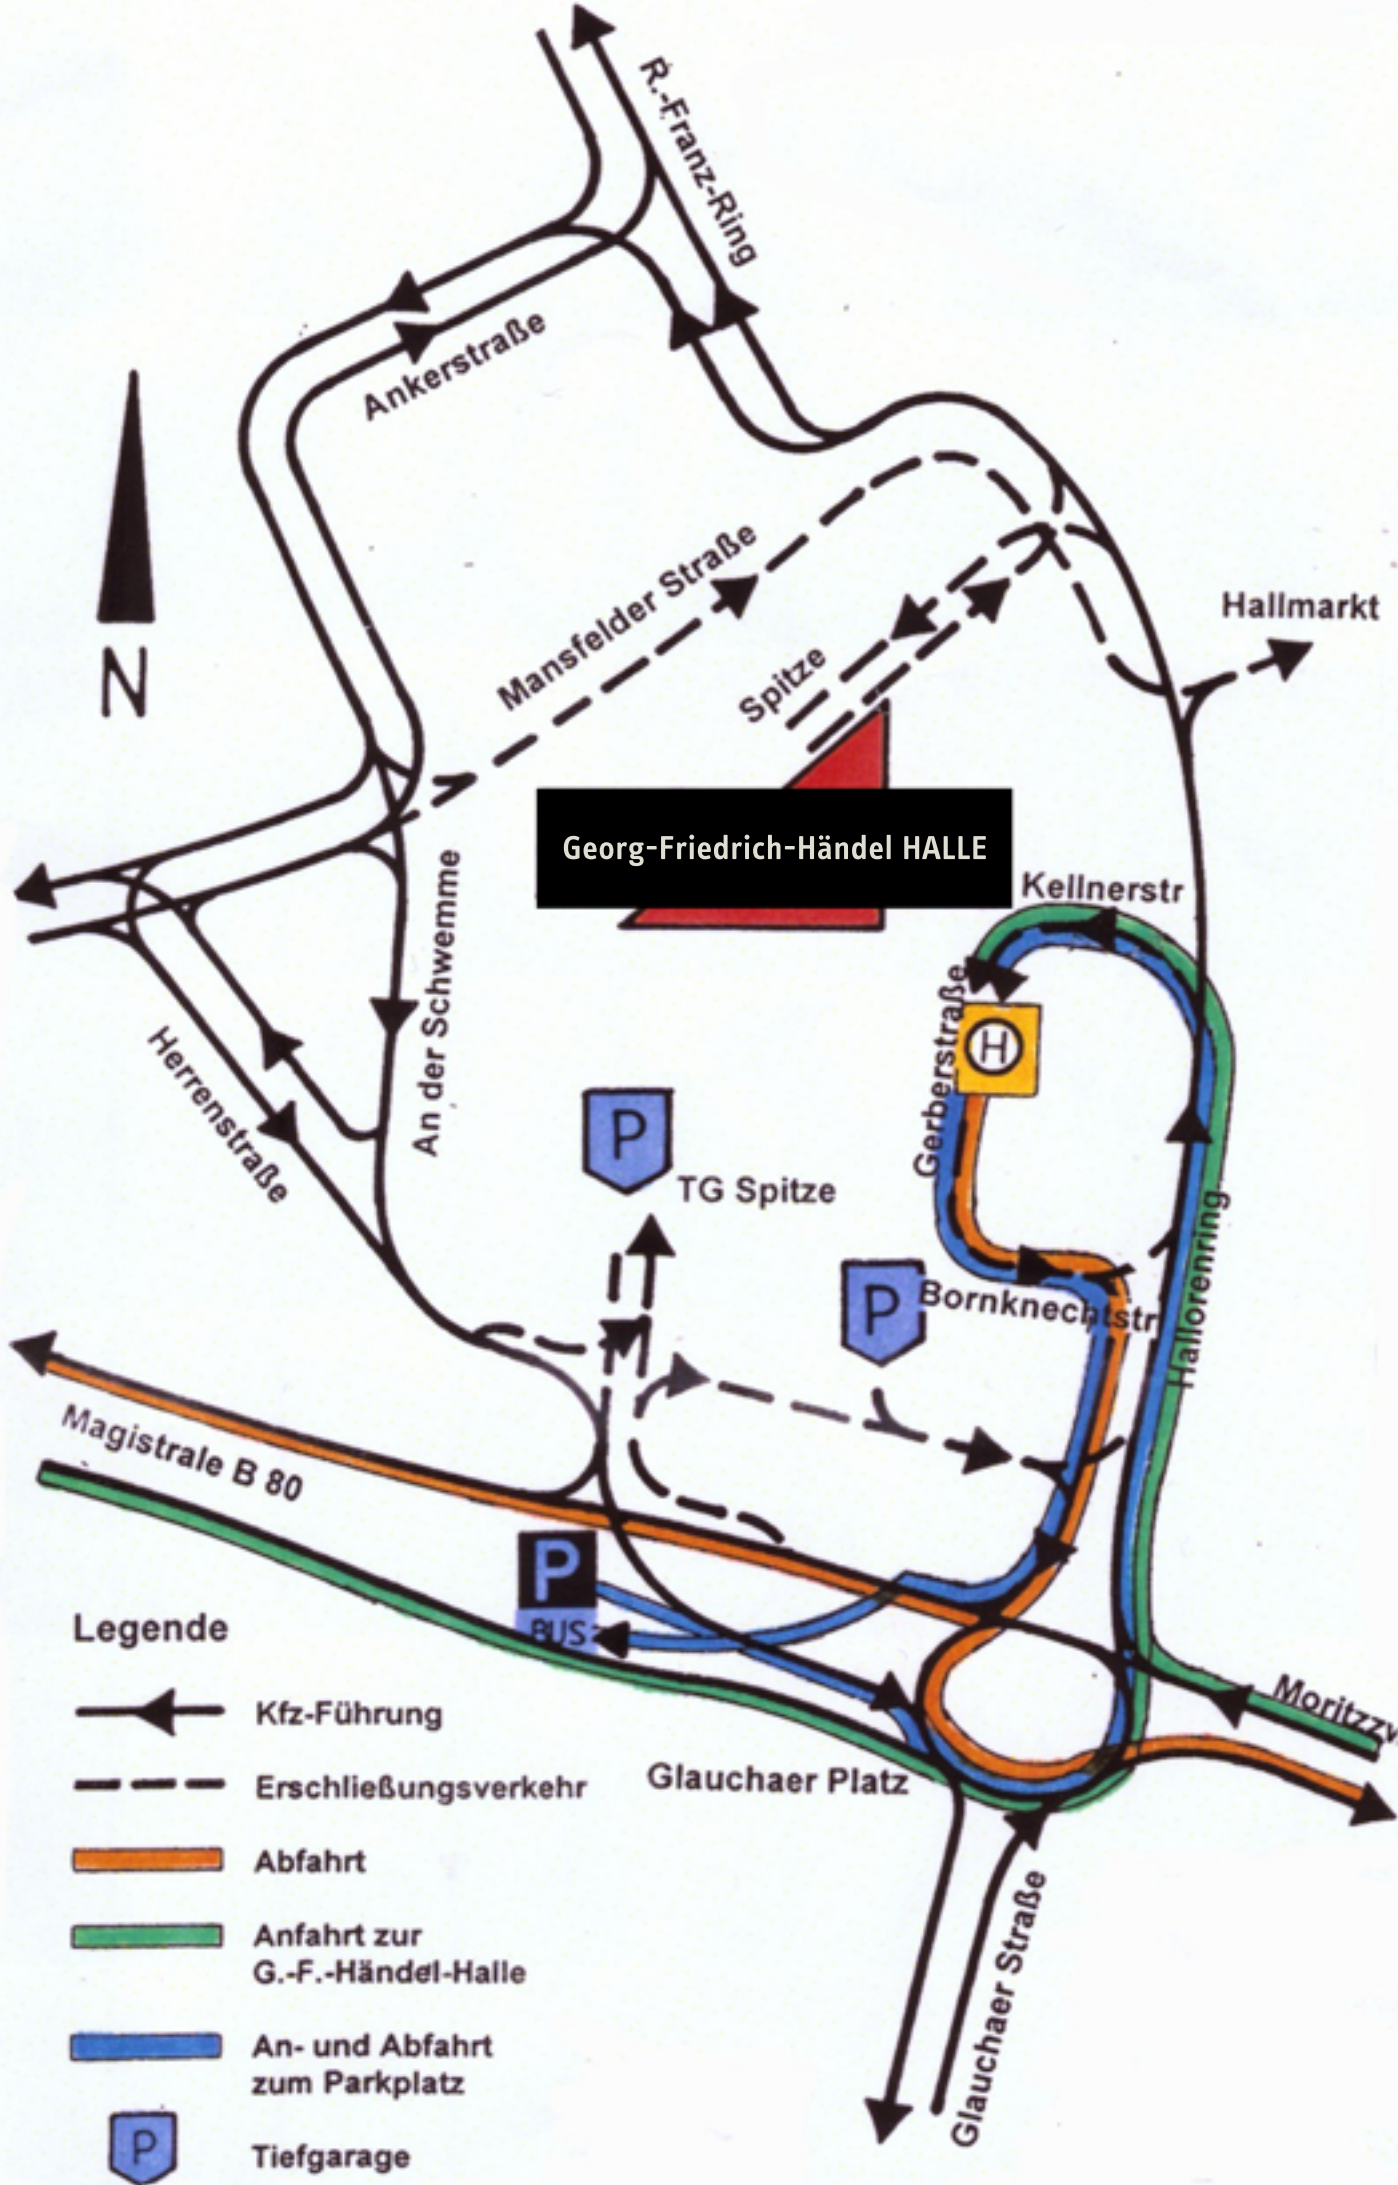 R.-Franz-Ring
Ankerstraße
Mansfelder Straße
Hallmarkt
Spitze
N
Georg-Friedrich-Händel HALLE
Kellnerstr
An der Schwemme
Gerberstraße
H
Herrenstraße
P
TG Spitze
Hallorenring
P
Bornknechtstr
Magistrale B 80
P
BUS
Moritzzw
Glauchaer Platz
Glauchaer Straße
Legende
Kfz-Führung
Erschließungsverkehr
Abfahrt
Anfahrt zur
G.-F.-Händel-Halle
An- und Abfahrt
zum Parkplatz
P
Tiefgarage